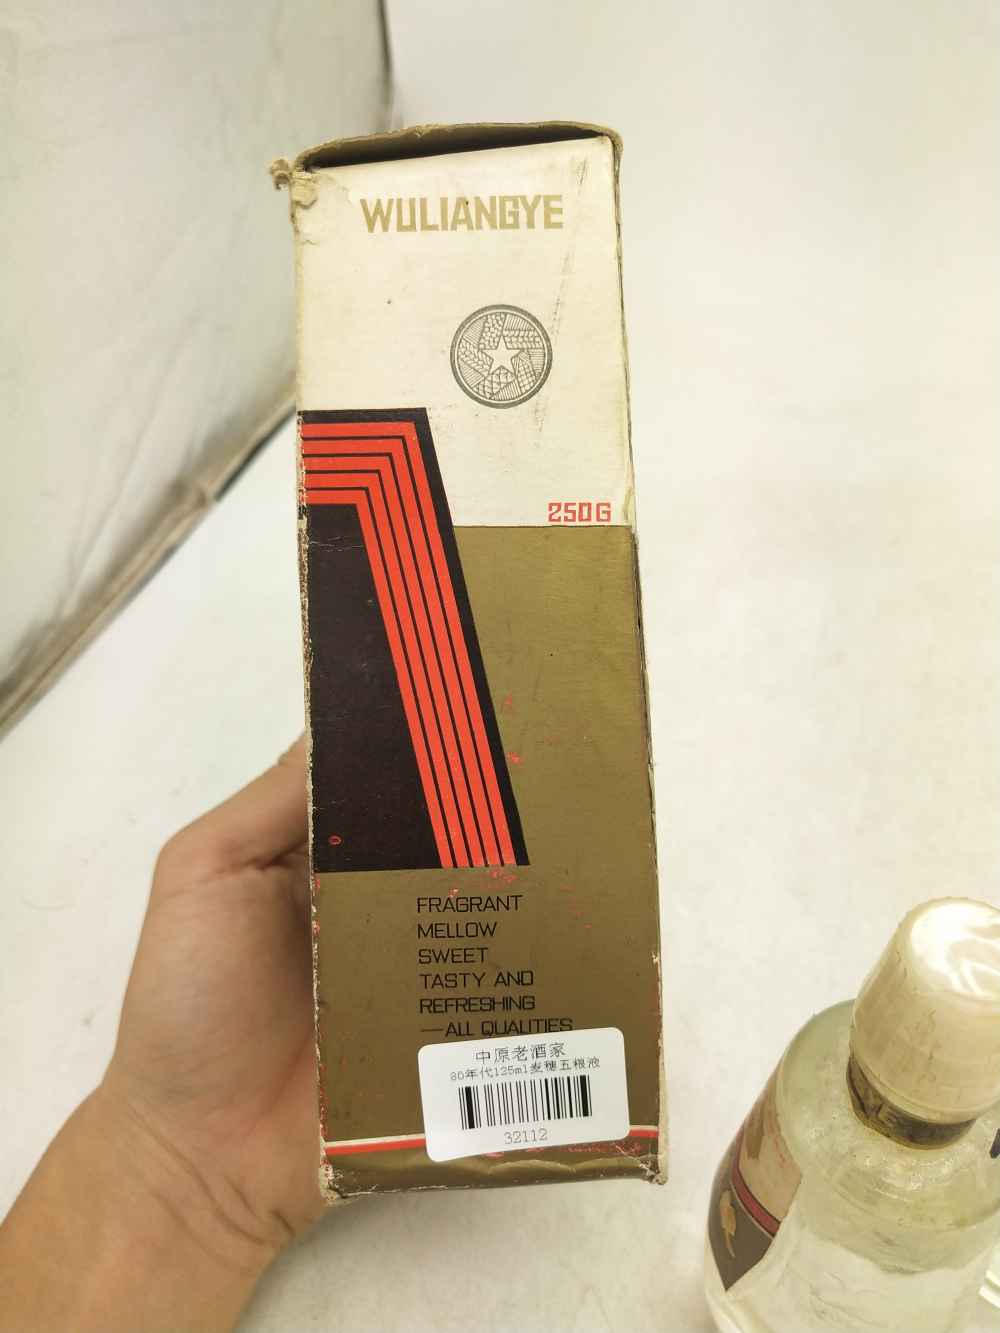 WULIANGYE
250G
FRAGRANT
MELLOW
SWEET
TASTY AND
REFRESHING
—ALL QUALITIES
中原老酒家
80年代125ml麦穗五粮液
32112